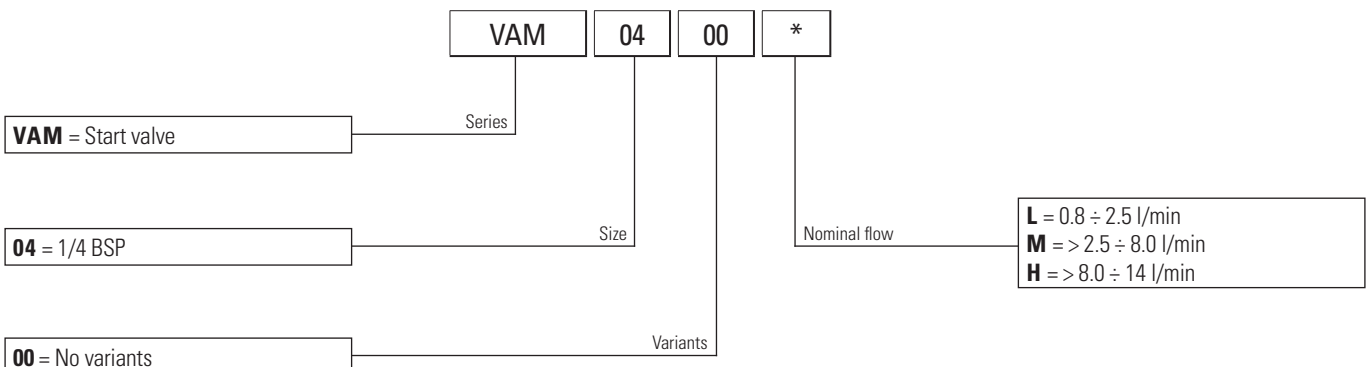 VAM 04 00 *
Series
VAM = Start valve
Size
04 = 1/4 BSP
Nominal flow
L = 0.8 ÷ 2.5 l/min
M = > 2.5 ÷ 8.0 l/min
H = > 8.0 ÷ 14 l/min
Variants
00 = No variants